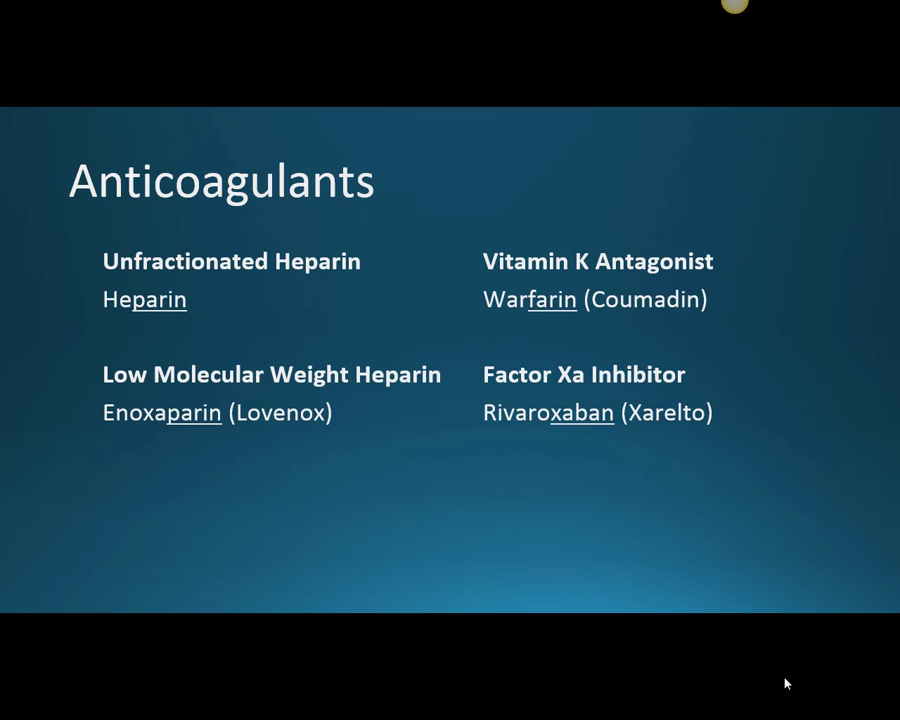 Anticoagulants
Unfractionated Heparin
Heparin
Low Molecular Weight Heparin
Enoxaparin (Lovenox)
Vitamin K Antagonist
Warfarin (Coumadin)
Factor Xa Inhibitor
Rivaroxaban (Xarelto)